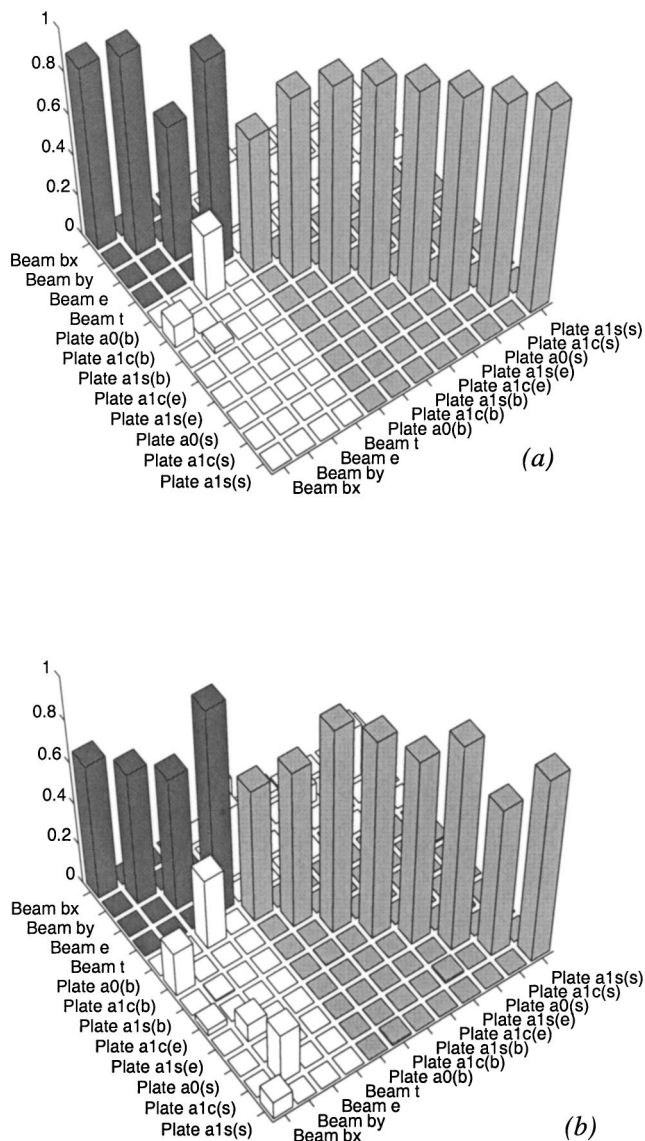 1
0.8
0.6
0.4
0.2
0
Beam bx
Beam by
Beam e
Beam t
Plate a0(b)
Plate a1c(b)
Plate a1s(b)
Plate a1c(e)
Plate a1s(e)
Plate a0(s)
Plate a1c(s)
Plate a1s(s)
Plate a1s(s)
Plate a1c(s)
Plate a0(s)
Plate a1s(e)
Plate a1c(e)
Plate a1s(b)
Plate a1c(b)
Plate a0(b)
Beam t
Beam e
Beam by
Beam bx
(a)
1
0.8
0.6
0.4
0.2
0
Beam bx
Beam by
Beam e
Beam t
Plate a0(b)
Plate a1c(b)
Plate a1s(b)
Plate a1c(e)
Plate a1s(e)
Plate a0(s)
Plate a1c(s)
Plate a1s(s)
Plate a1s(s)
Plate a1c(s)
Plate a0(s)
Plate a1s(e)
Plate a1c(e)
Plate a1s(b)
Plate a1c(b)
Plate a0(b)
Beam t
Beam e
Beam by
Beam bx
(b)